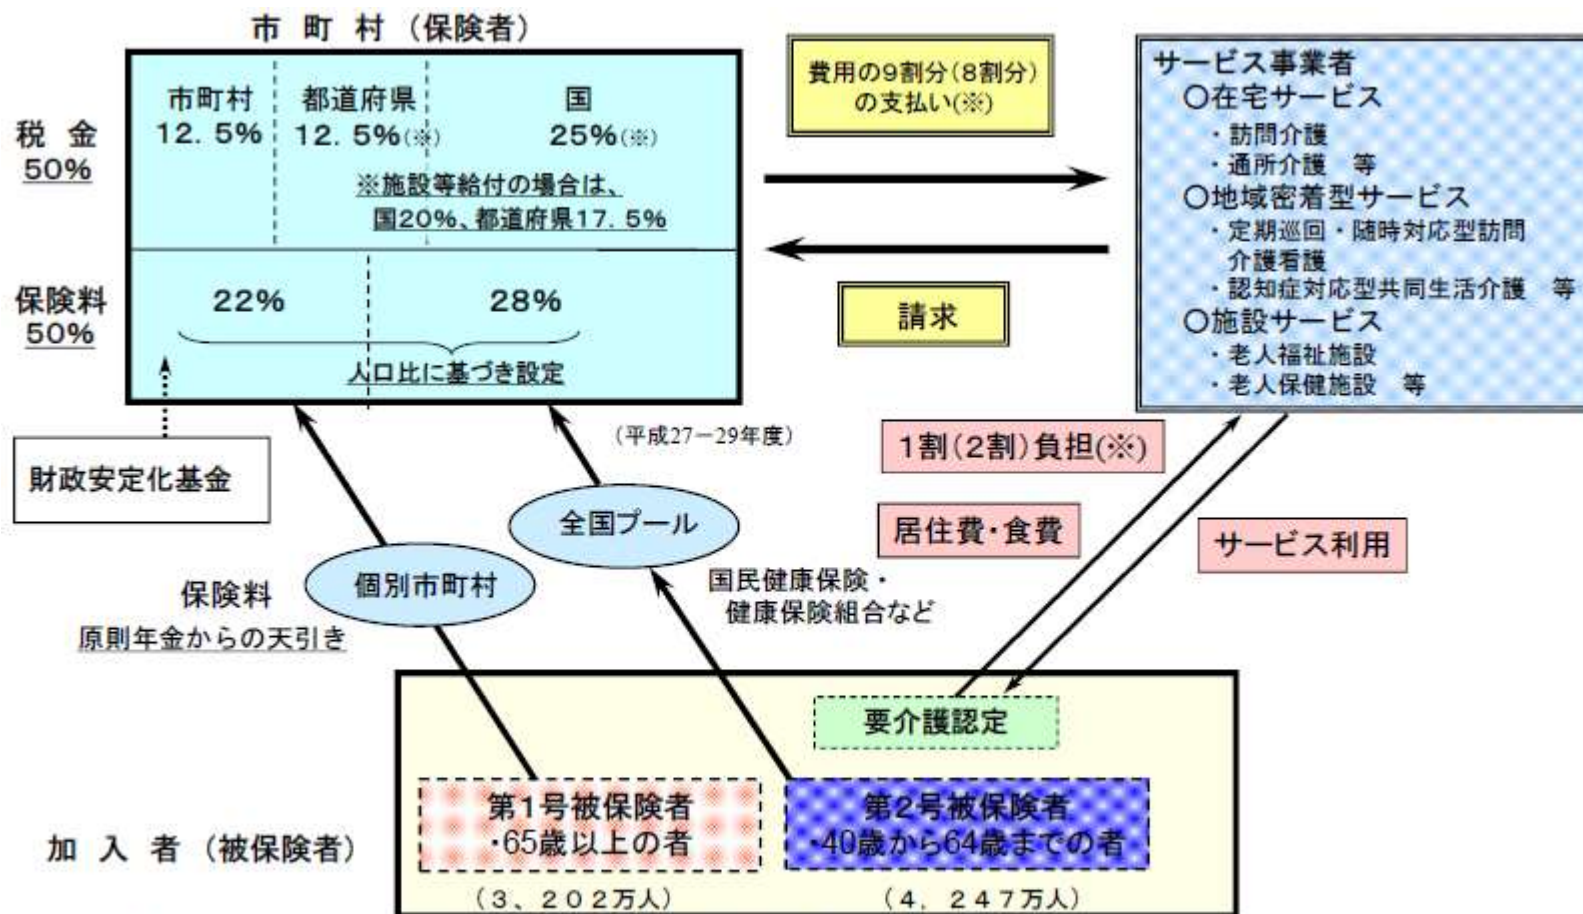 市 町 村 （保険者）
税 金
50%
市町村
12. 5%
都道府県
12. 5%(※)
国
25%(※)
※施設等給付の場合は、
国20%、都道府県17. 5%
保険料
50%
22%
28%
人口比に基づき設定
財政安定化基金
（平成27－29年度）
費用の9割分（8割分）
の支払い(※)
請求
サービス事業者
○在宅サービス
・訪問介護
・通所介護 等
○地域密着型サービス
・定期巡回・随時対応型訪問
介護看護
・認知症対応型共同生活介護 等
○施設サービス
・老人福祉施設
・老人保健施設 等
1割（2割）負担(※)
居住費・食費
サービス利用
全国プール
個別市町村
保険料
原則年金からの天引き
国民健康保険・
健康保険組合など
要介護認定
加 入 者 （被保険者）
第1号被保険者
・65歳以上の者
（3、２０２万人）
第2号被保険者
・40歳から64歳までの者
（４，２４７万人）